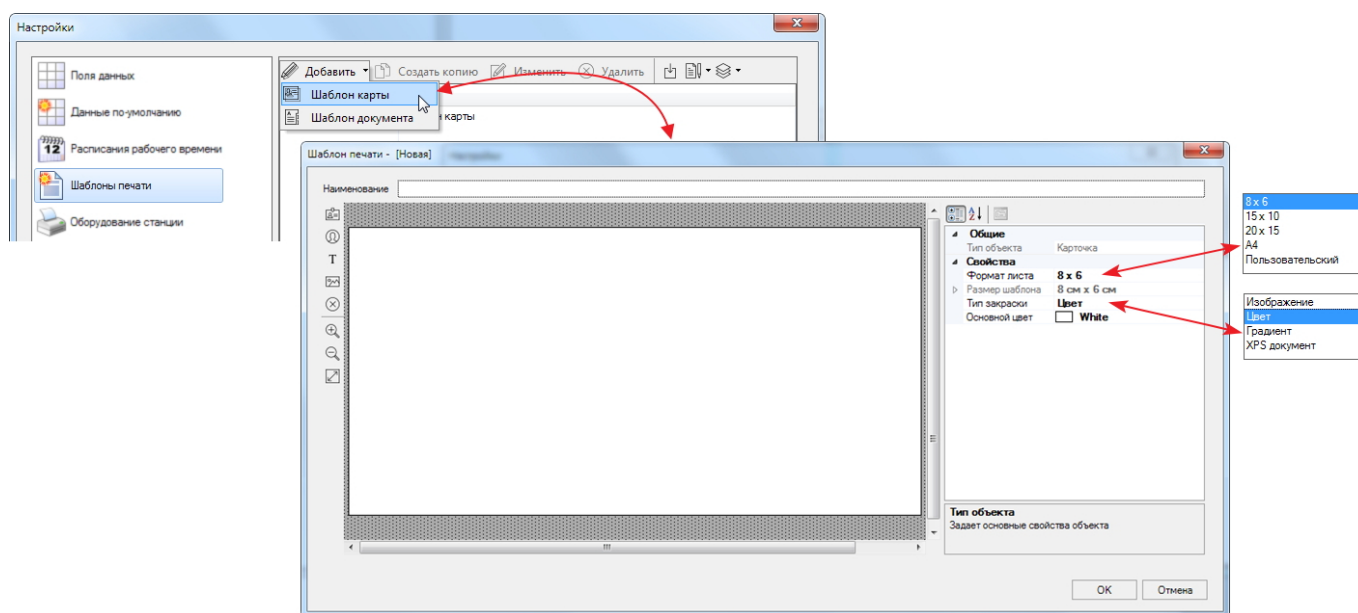 Настройки
Поля данных
Данные по-умолчанию
12
Расписания рабочего времени
Шаблоны печати
Оборудование станции
Добавить
Создать копию
Изменить
Удалить
Шаблон карты
Шаблон документа
карты
Шаблон печати - [Новая]
Наименование
T
Общие
Тип объекта Карточка
Свойства
Формат листа 8 x 6
Размер шаблона 8 см x 6 см
Тип закраски Цвет
Основной цвет White
Тип объекта
Задает основные свойства объекта
OK
Отмена
8 x 6
15 x 10
20 x 15
A4
Пользовательский
Изображение
Цвет
Градиент
XPS документ